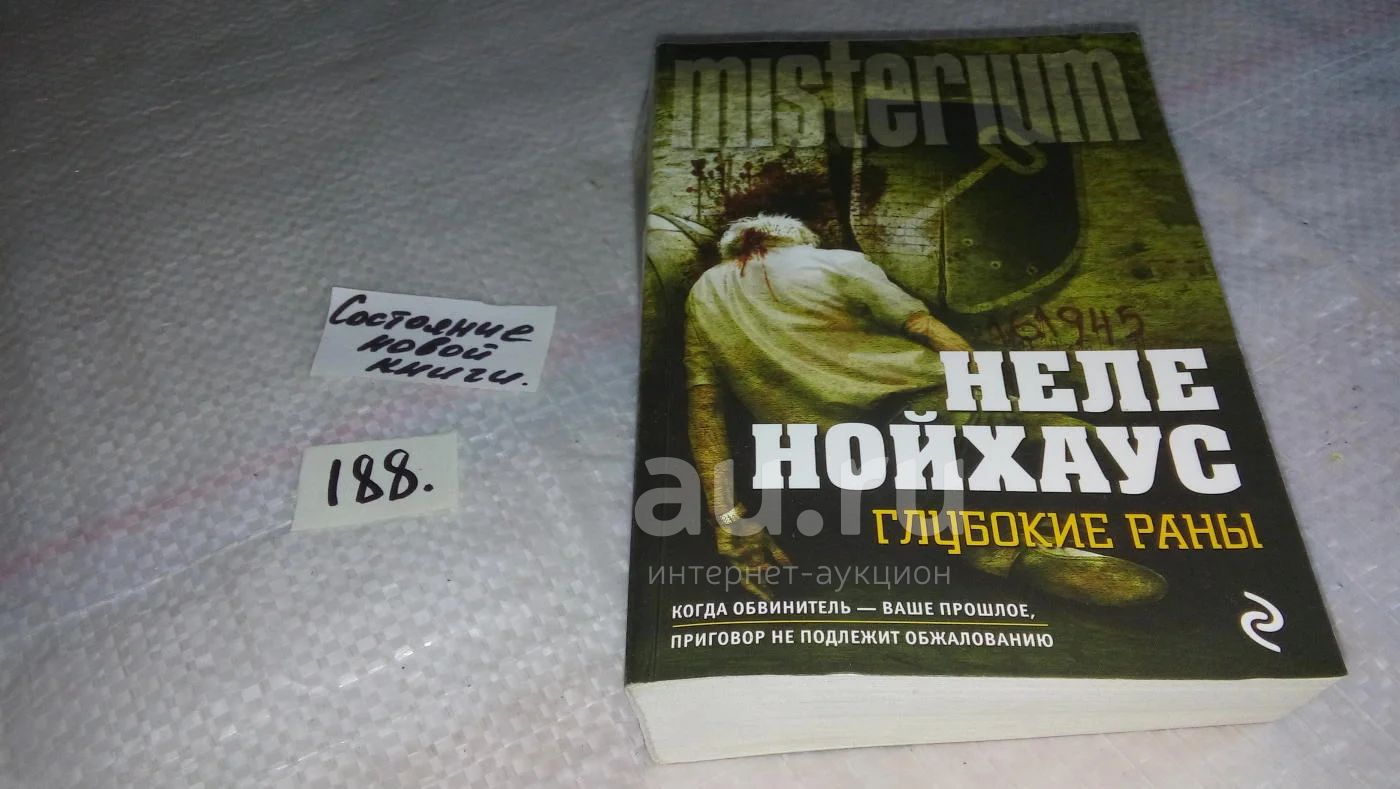 misterium
161945
НЕЛЕ
НОЙХАУС
ГЛУБОКИЕ РАНЫ
КОГДА ОБВИНИТЕЛЬ — ВАШЕ ПРОШЛОЕ,
ПРИГОВОР НЕ ПОДЛЕЖИТ ОБЖАЛОВАНИЮ
Состояние
новой
книги.
188.
au.ru
интернет-аукцион